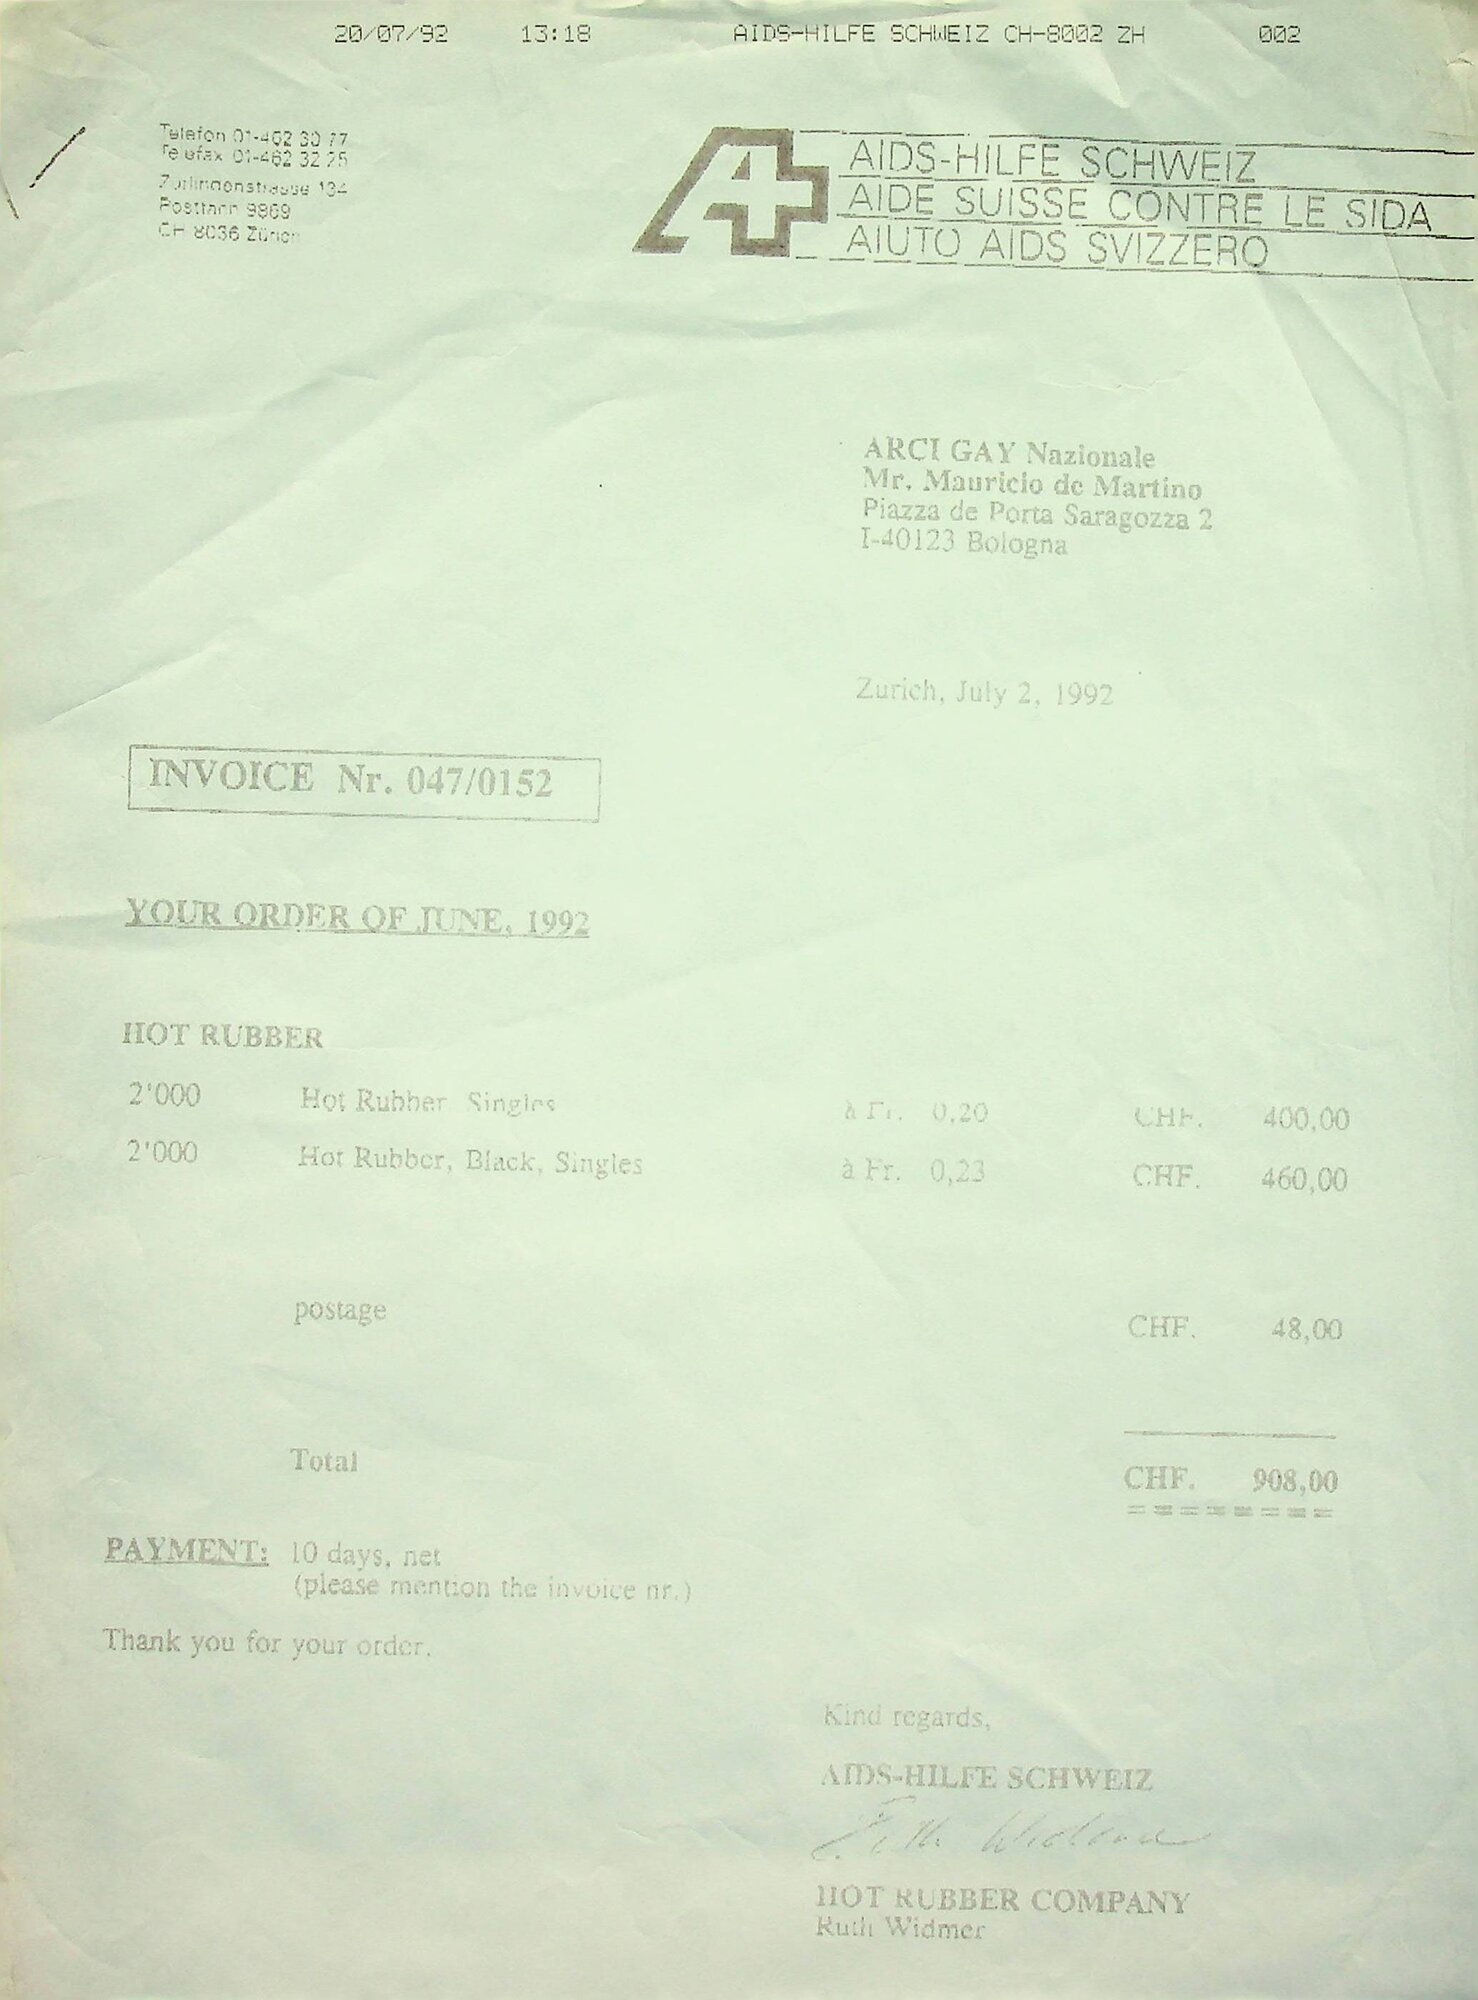 20/07/92 13:18 AIDS-HILFE SCHWEIZ CH-8002 ZH 002
Telefon 01-462 30 77
Telefax 01-462 32 25
Zurlindenstrasse 134
Postfach 9869
CH 8036 Zürich
AIDS-HILFE SCHWEIZ
AIDE SUISSE CONTRE LE SIDA
AIUTO AIDS SVIZZERO
ARCI GAY Nazionale
Mr. Mauricio de Martino
Piazza de Porta Saragozza 2
I-40123 Bologna
Zurich, July 2, 1992
INVOICE Nr. 047/0152
YOUR ORDER OF JUNE, 1992
HOT RUBBER
2'000 Hot Rubber Singles à Fr. 0,20 CHF. 400,00
2'000 Hot Rubber, Black, Singles à Fr. 0,23 CHF. 460,00
postage CHF. 48,00
Total CHF. 908,00
========
PAYMENT: 10 days, net
(please mention the invoice nr.)
Thank you for your order.
Kind regards,
AIDS-HILFE SCHWEIZ
Ruth Widmer
HOT RUBBER COMPANY
Ruth Widmer